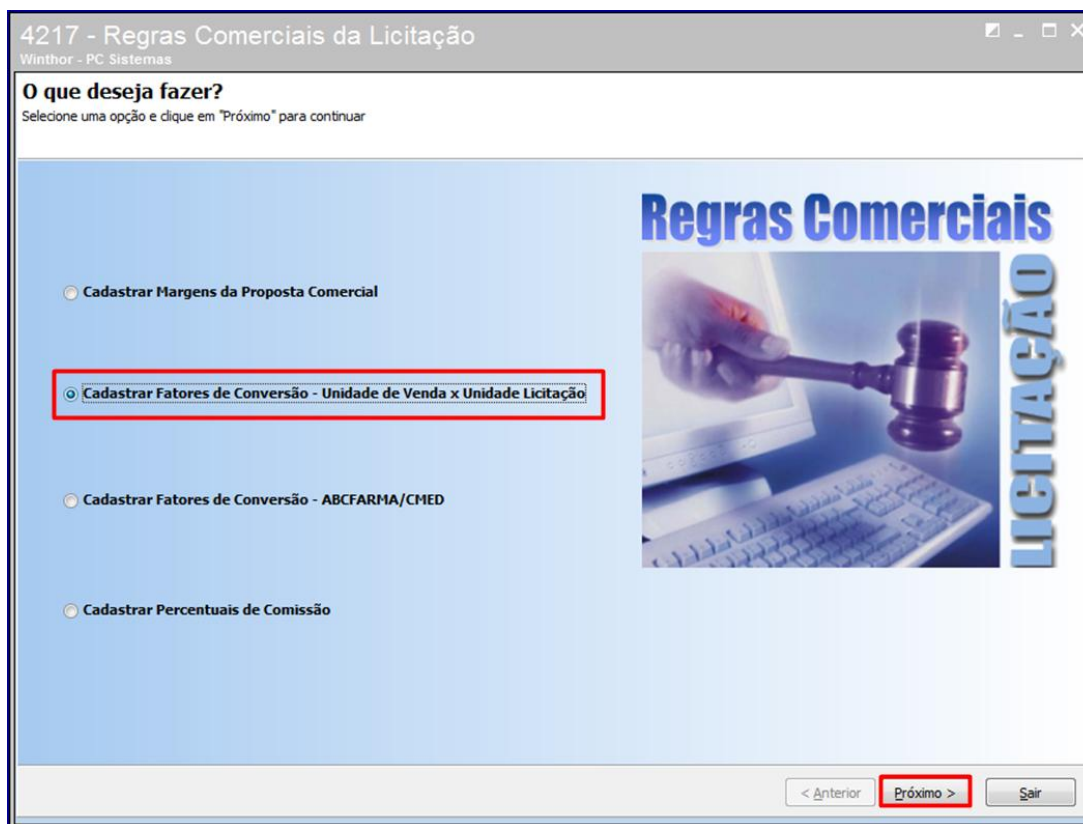 4217 - Regras Comerciais da Licitação
Winthor - PC Sistemas
O que deseja fazer?
Selecione uma opção e clique em "Próximo" para continuar
Regras Comerciais
LICITAÇÃO
Cadastrar Margens da Proposta Comercial
Cadastrar Fatores de Conversão - Unidade de Venda x Unidade Licitação
Cadastrar Fatores de Conversão - ABCFARMA/CMED
Cadastrar Percentuais de Comissão
< Anterior Próximo > Sair